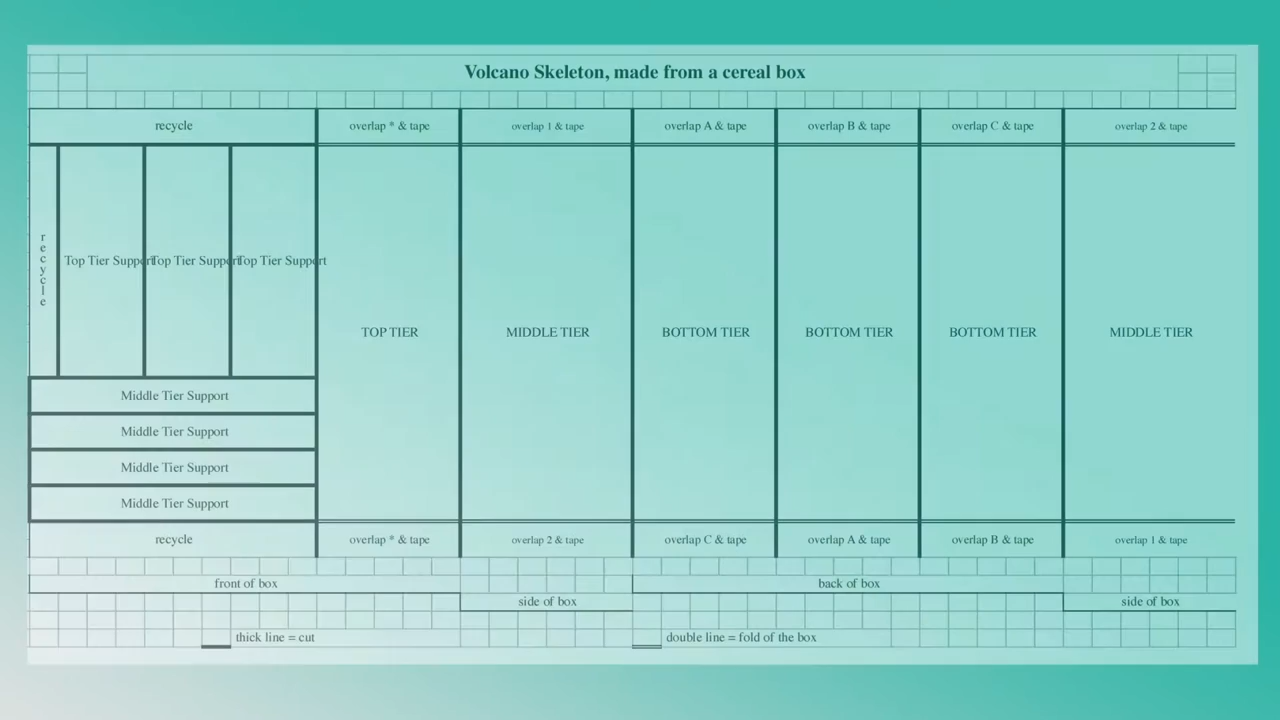 Volcano Skeleton, made from a cereal box
recycle
overlap * & tape
overlap 1 & tape
overlap A & tape
overlap B & tape
overlap C & tape
overlap 2 & tape
recycle
Top Tier Support
Top Tier Support
Top Tier Support
TOP TIER
MIDDLE TIER
BOTTOM TIER
BOTTOM TIER
BOTTOM TIER
MIDDLE TIER
Middle Tier Support
Middle Tier Support
Middle Tier Support
Middle Tier Support
recycle
overlap * & tape
overlap 2 & tape
overlap C & tape
overlap A & tape
overlap B & tape
overlap 1 & tape
front of box
back of box
side of box
side of box
thick line = cut
double line = fold of the box